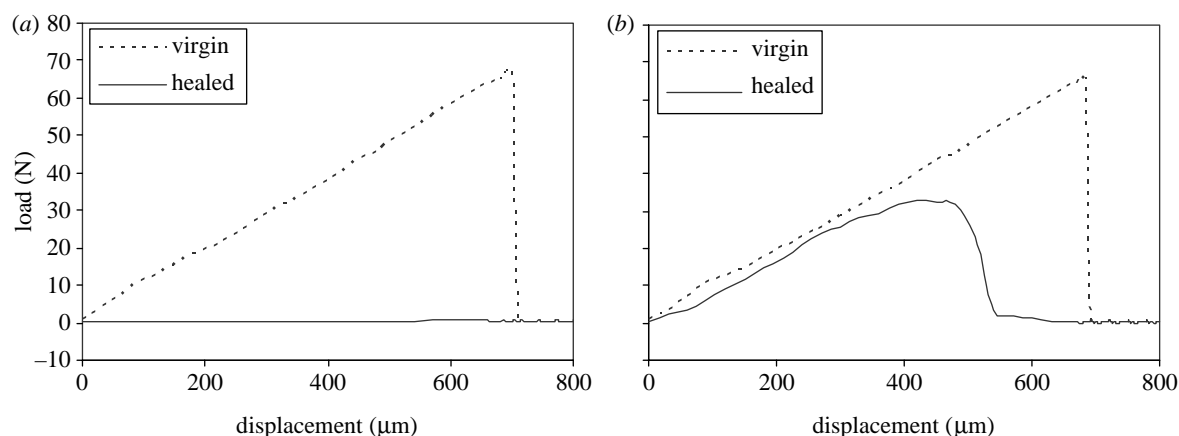 (a)
80
70
60
50
40
30
20
10
0
–10
load (N)
virgin
healed
0
200
400
600
800
displacement (µm)
(b)
virgin
healed
0
200
400
600
800
displacement (µm)